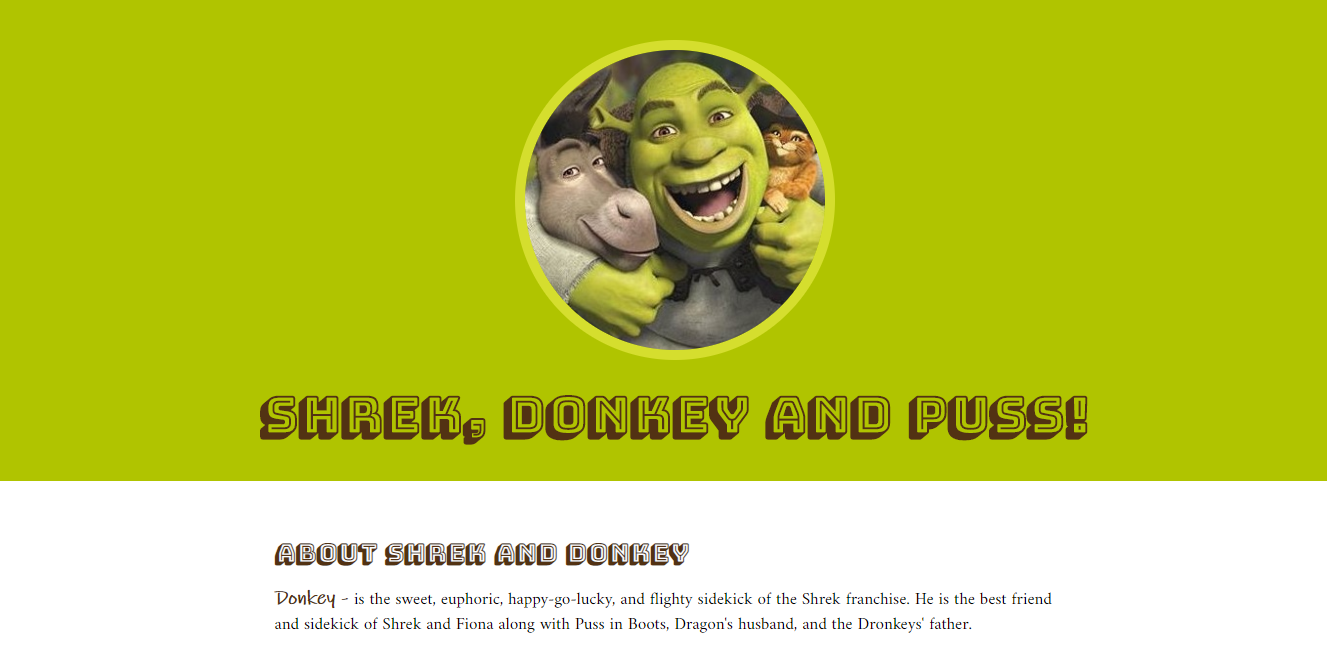 SHREK, DONKEY AND PUSS!
ABOUT SHREK AND DONKEY
Donkey - is the sweet, euphoric, happy-go-lucky, and flighty sidekick of the Shrek franchise. He is the best friend
and sidekick of Shrek and Fiona along with Puss in Boots, Dragon's husband, and the Dronkeys' father.